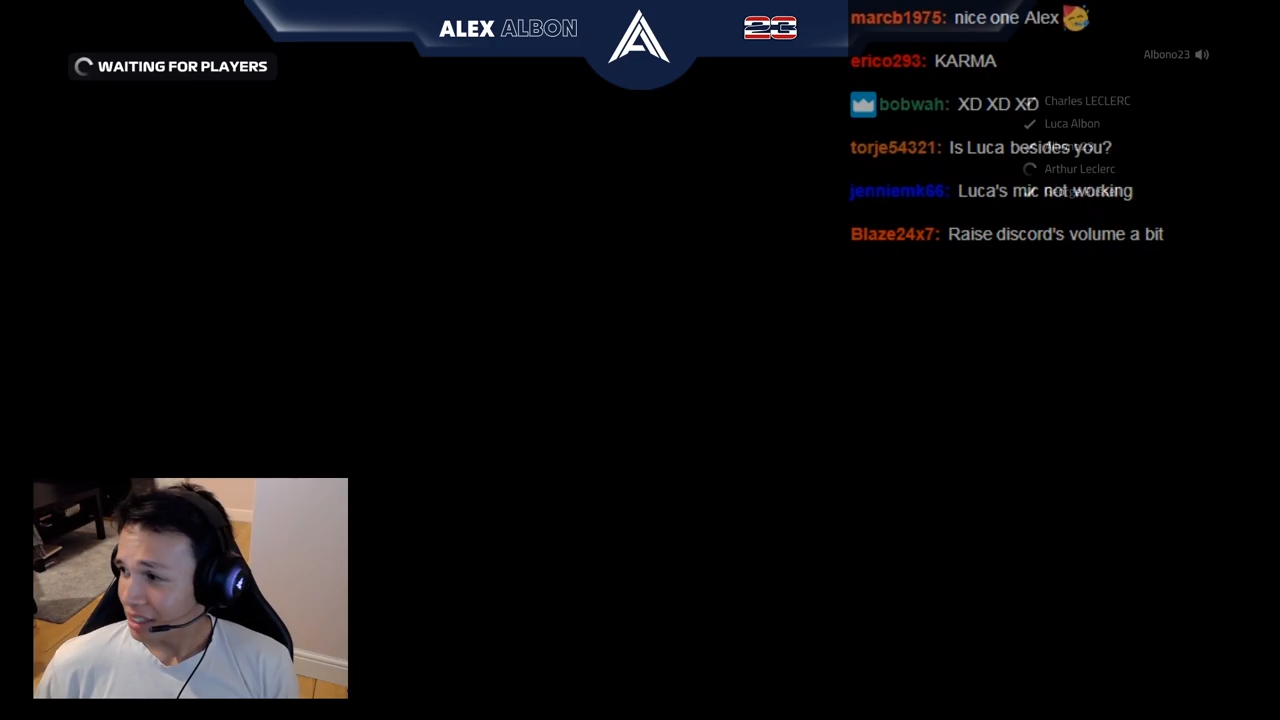 ALEX ALBON
23
WAITING FOR PLAYERS
marcb1975: nice one Alex
erico293: KARMA
bobwah: XD XD XD
torje54321: Is Luca besides you?
jenniemk66: Luca's mic not working
Blaze24x7: Raise discord's volume a bit
Albono23
Charles LECLERC
Luca Albon
Arthur Leclerc